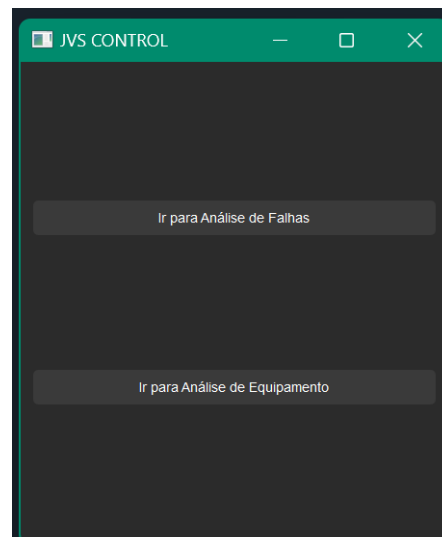 JVS CONTROL
Ir para Análise de Falhas
Ir para Análise de Equipamento